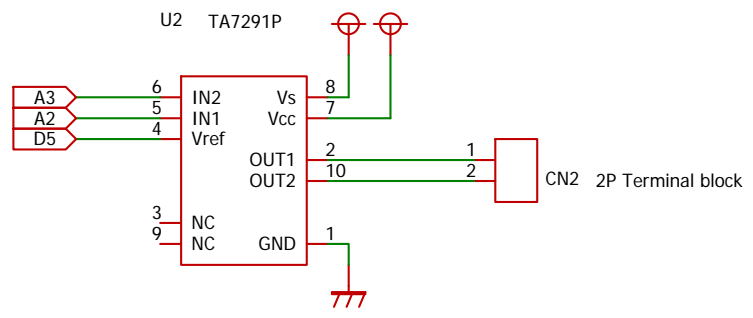 U2 TA7291P
A3 6 IN2 Vs 8
A2 5 IN1 Vcc 7
D5 4 Vref
OUT1 2 1
OUT2 10 2 CN2 2P Terminal block
3 NC
9 NC GND 1